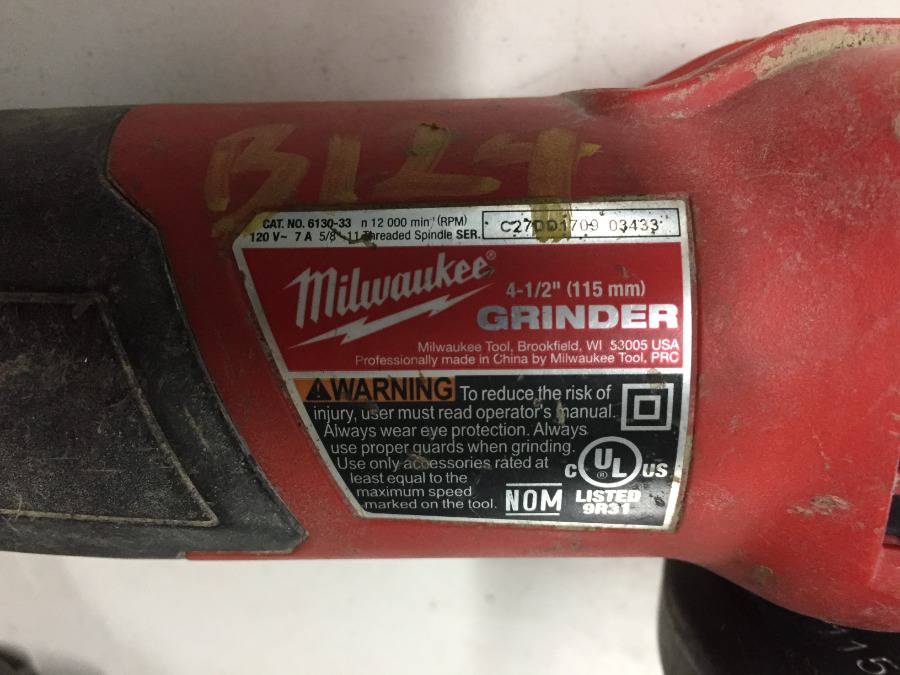 B124
CAT. NO. 6130-33 n 12 000 min⁻¹ (RPM)
120 V~ 7 A 5/8"-11 Threaded Spindle SER. C27DD1709 03433
Milwaukee®
4-1/2" (115 mm)
GRINDER
Milwaukee Tool, Brookfield, WI 53005 USA
Professionally made in China by Milwaukee Tool, PRC
WARNING To reduce the risk of
injury, user must read operator's manual.
Always wear eye protection. Always
use proper guards when grinding.
Use only accessories rated at
least equal to the
maximum speed
marked on the tool.
NOM
C UL® US
LISTED
9R31
115